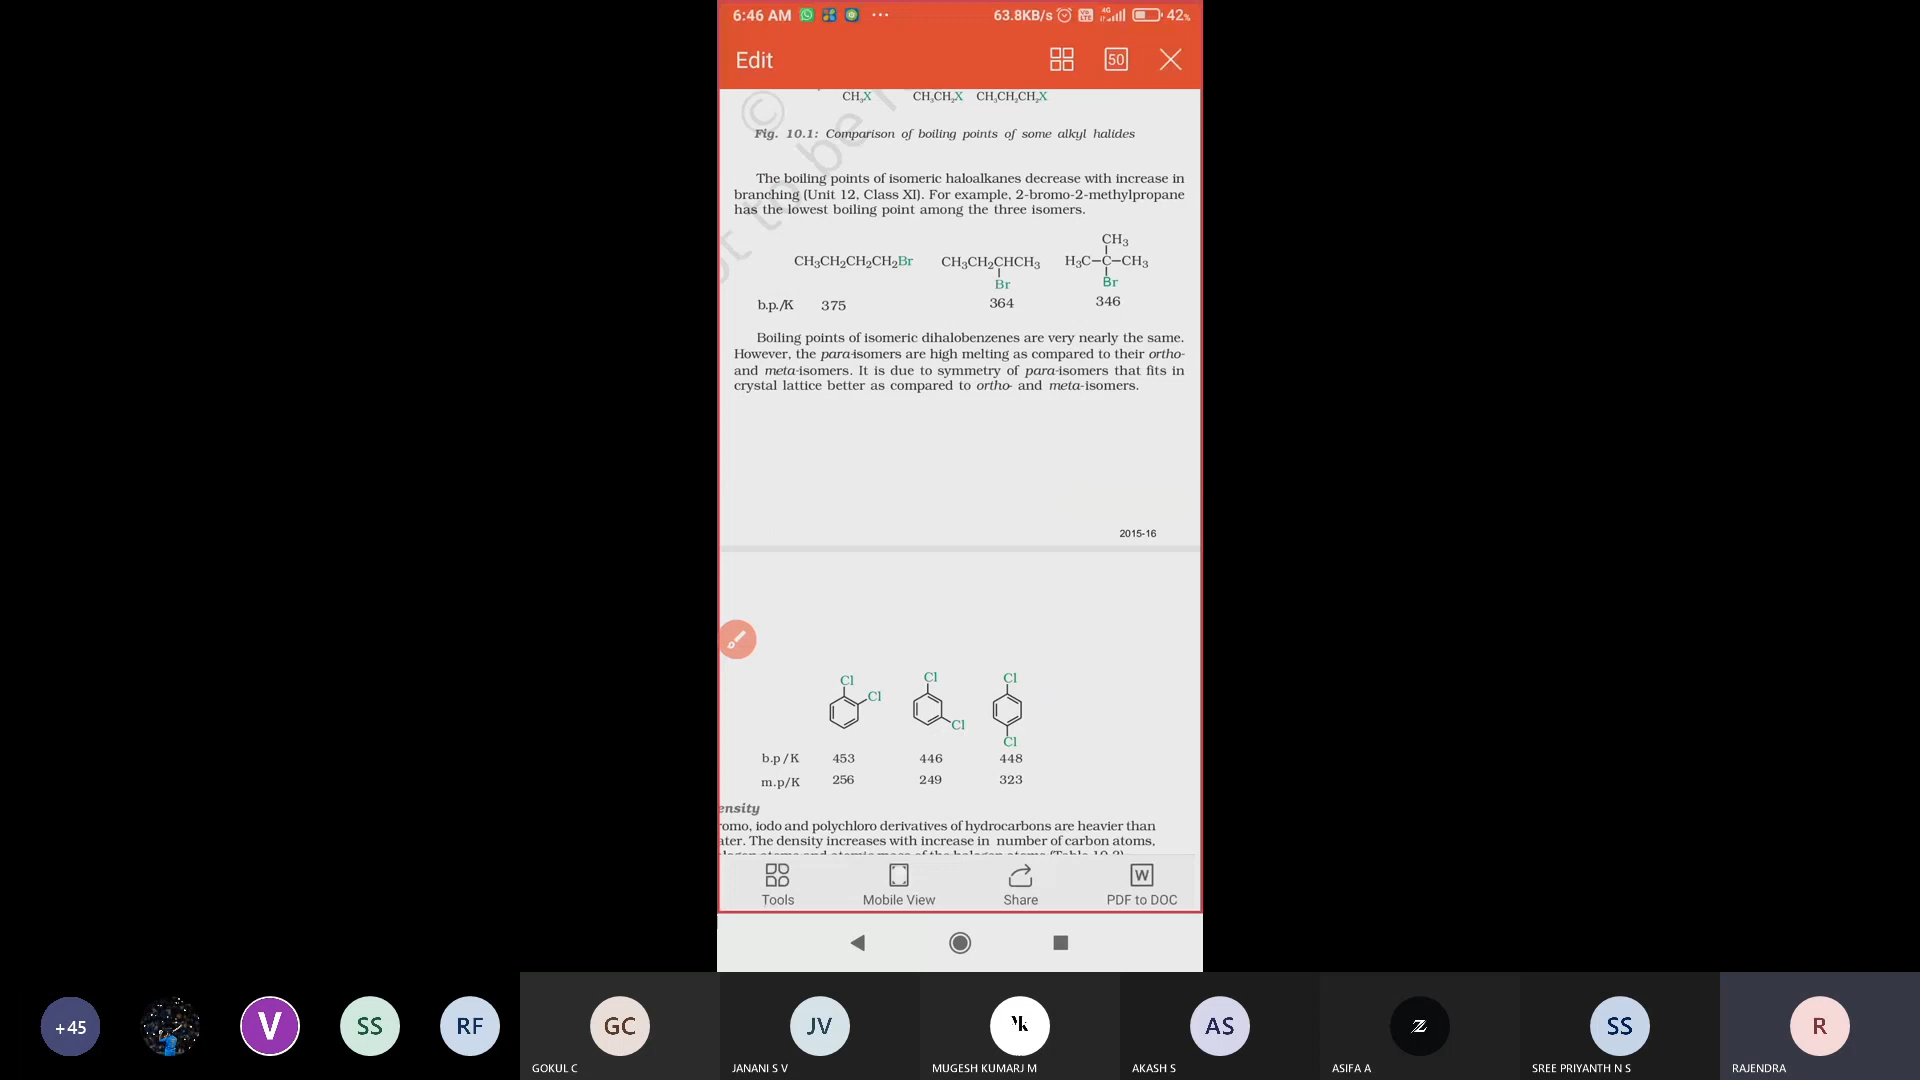 6:46 AM ... 63.8KB/s VoLTE 4G 42%
Edit 50
CH₃X CH₃CH₂X CH₃CH₂CH₂X
©
Fig. 10.1: Comparison of boiling points of some alkyl halides
The boiling points of isomeric haloalkanes decrease with increase in
branching (Unit 12, Class XI). For example, 2-bromo-2-methylpropane
has the lowest boiling point among the three isomers.
CH₃
CH₃CH₂CH₂CH₂Br CH₃CH₂CHCH₃ H₃C–C–CH₃
Br Br
b.p./K 375 364 346
Boiling points of isomeric dihalobenzenes are very nearly the same.
However, the para-isomers are high melting as compared to their ortho-
and meta-isomers. It is due to symmetry of para-isomers that fits in
crystal lattice better as compared to ortho- and meta-isomers.
2015-16
Cl Cl Cl
Cl Cl Cl
b.p/K 453 446 448
m.p/K 256 249 323
ensity
romo, iodo and polychloro derivatives of hydrocarbons are heavier than
ater. The density increases with increase in number of carbon atoms,
Tools Mobile View Share PDF to DOC
+45 V SS RF GC JV AS SS R
GOKUL C JANANI S V MUGESH KUMARJ M AKASH S ASIFA A SREE PRIYANTH N S RAJENDRA